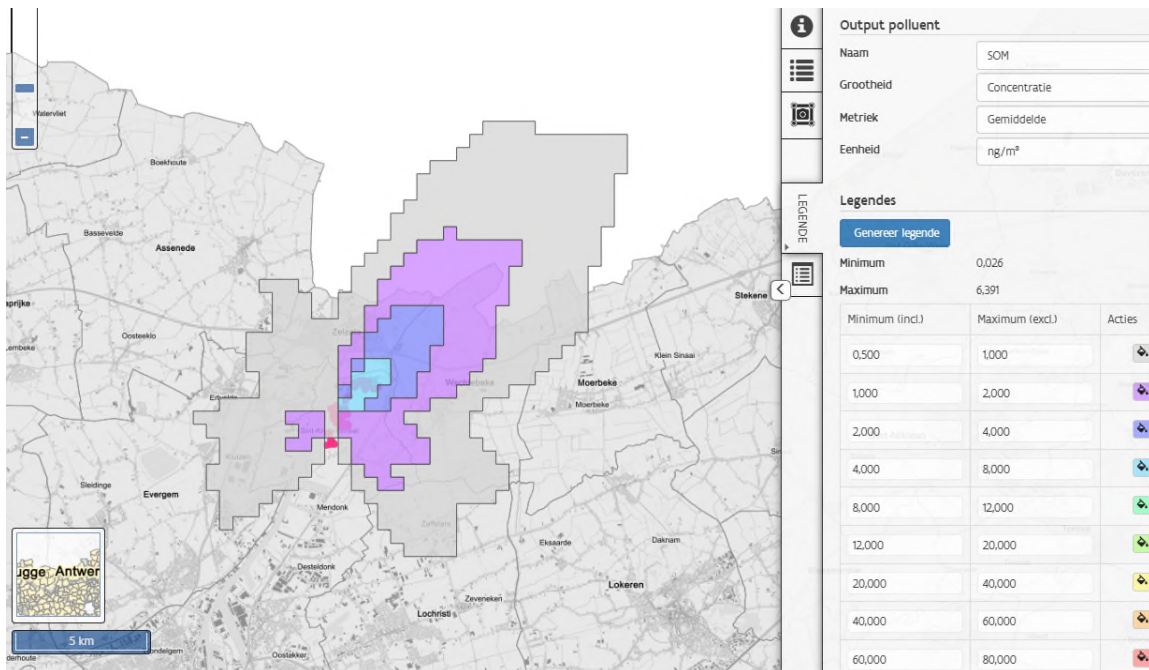 Output polluent
Naam
SOM
Grootheid
Concentratie
Metriek
Gemiddelde
Eenheid
ng/m³
LEGENDE
Legendes
Genereer legende
Minimum
0,026
Maximum
6,391
Minimum (incl.)
Maximum (excl.)
Acties
0,500
1,000
1,000
2,000
2,000
4,000
4,000
8,000
8,000
12,000
12,000
20,000
20,000
40,000
40,000
60,000
60,000
80,000
Watervliet
Boekhoute
Bassevelde
Assenede
aprijke
Oosteeklo
Lembeke
Stekene
Klein Sinaai
Moerbeke
Moerbeke
Sleidinge
Evergem
Mendonk
Desteldonk
Zeveneken
Eksaarde
Daknam
Lokeren
Lochristi
Oostakker
ugge Antwer
5 km